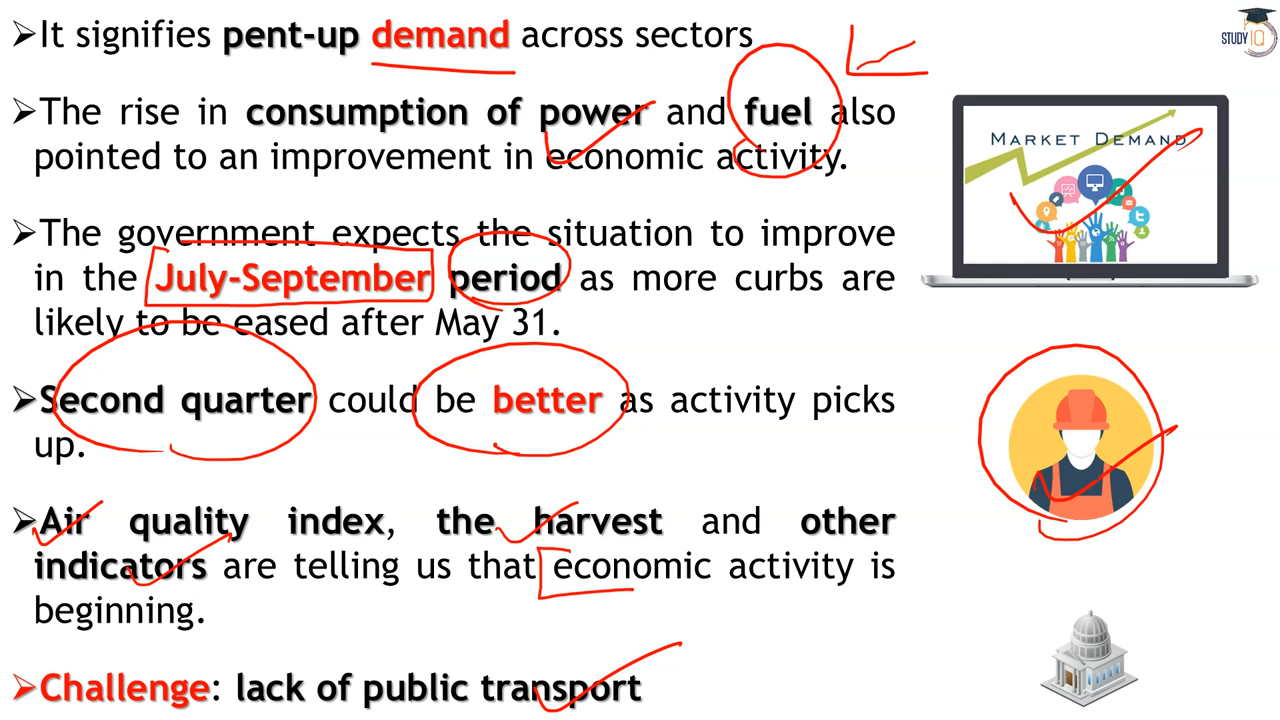 ➢It signifies pent-up demand across sectors
STUDY IQ
➢The rise in consumption of power and fuel also
pointed to an improvement in economic activity.
MARKET DEMAND
➢The government expects the situation to improve
in the July-September period as more curbs are
likely to be eased after May 31.
➢Second quarter could be better as activity picks
up.
➢Air quality index, the harvest and other
indicators are telling us that economic activity is
beginning.
➢Challenge: lack of public transport